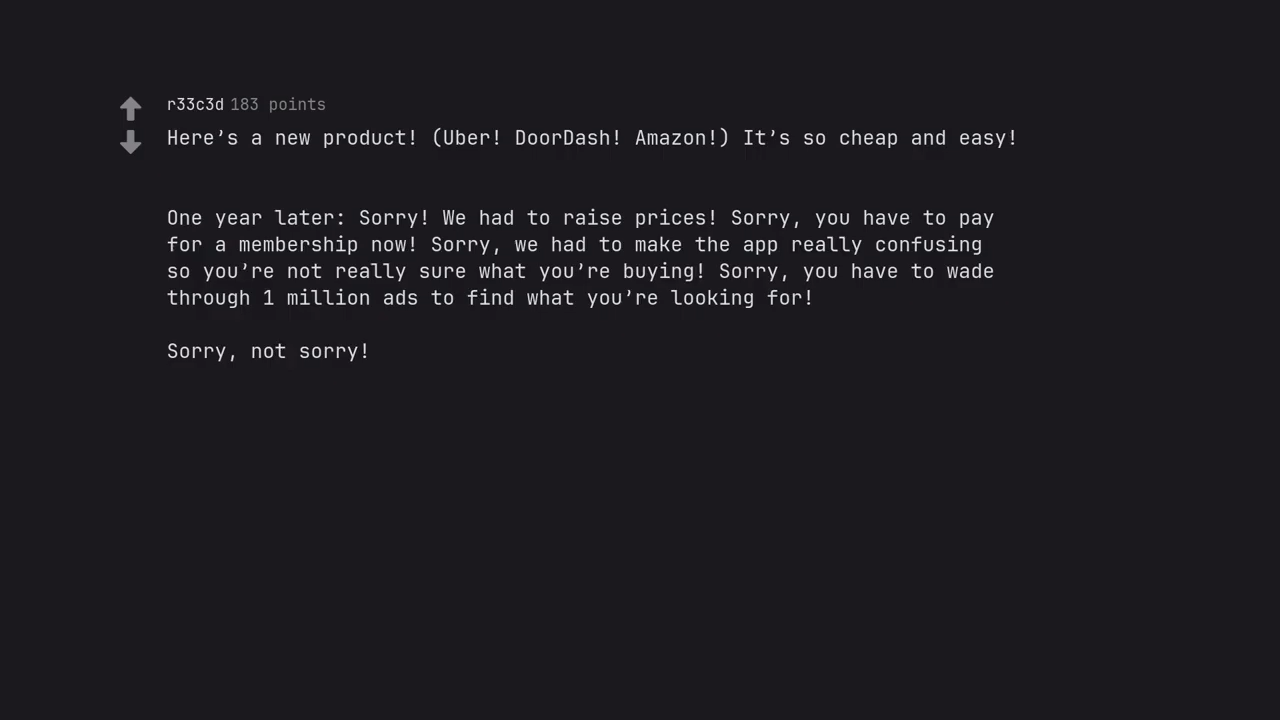 r33c3d 183 points
Here’s a new product! (Uber! DoorDash! Amazon!) It’s so cheap and easy!
One year later: Sorry! We had to raise prices! Sorry, you have to pay
for a membership now! Sorry, we had to make the app really confusing
so you’re not really sure what you’re buying! Sorry, you have to wade
through 1 million ads to find what you’re looking for!
Sorry, not sorry!